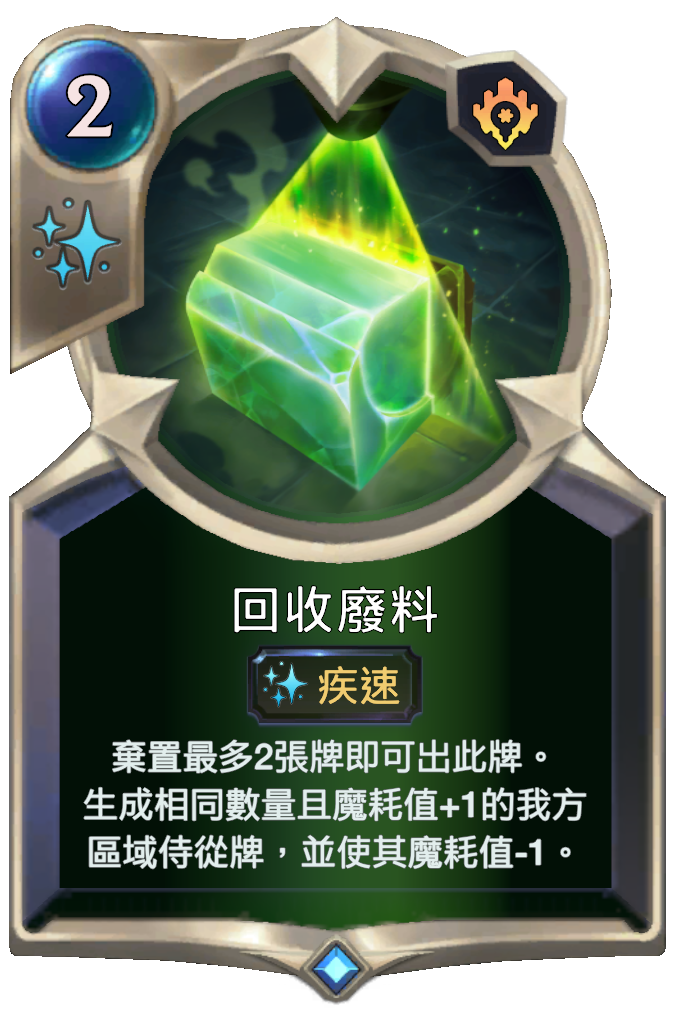 2
回收廢料
疾速
棄置最多2張牌即可出此牌。
生成相同數量且魔耗值+1的我方
區域侍從牌，並使其魔耗值-1。